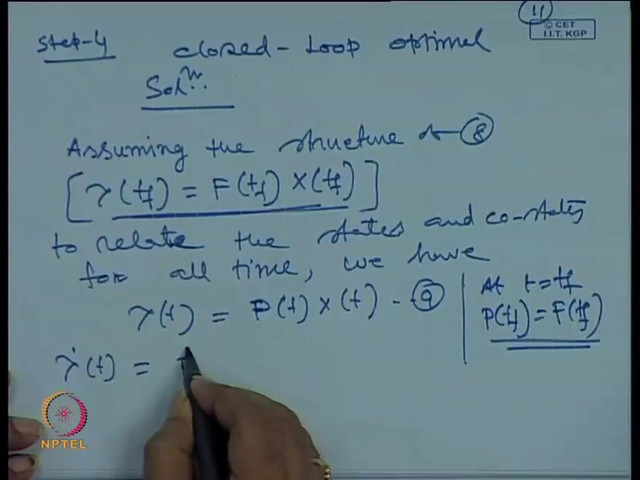 11
© CET
I.I.T. KGP
Step-4 closed-Loop optimal
Solⁿ..
Assuming the structure of (8)
[λ(tf) = F(tf) X(tf)]
to relate the states and co-states
for all time, we have
λ(t) = P(t) X(t) - (9)
At t=tf
P(tf) = F(tf)
λ̇(t) =
NPTEL